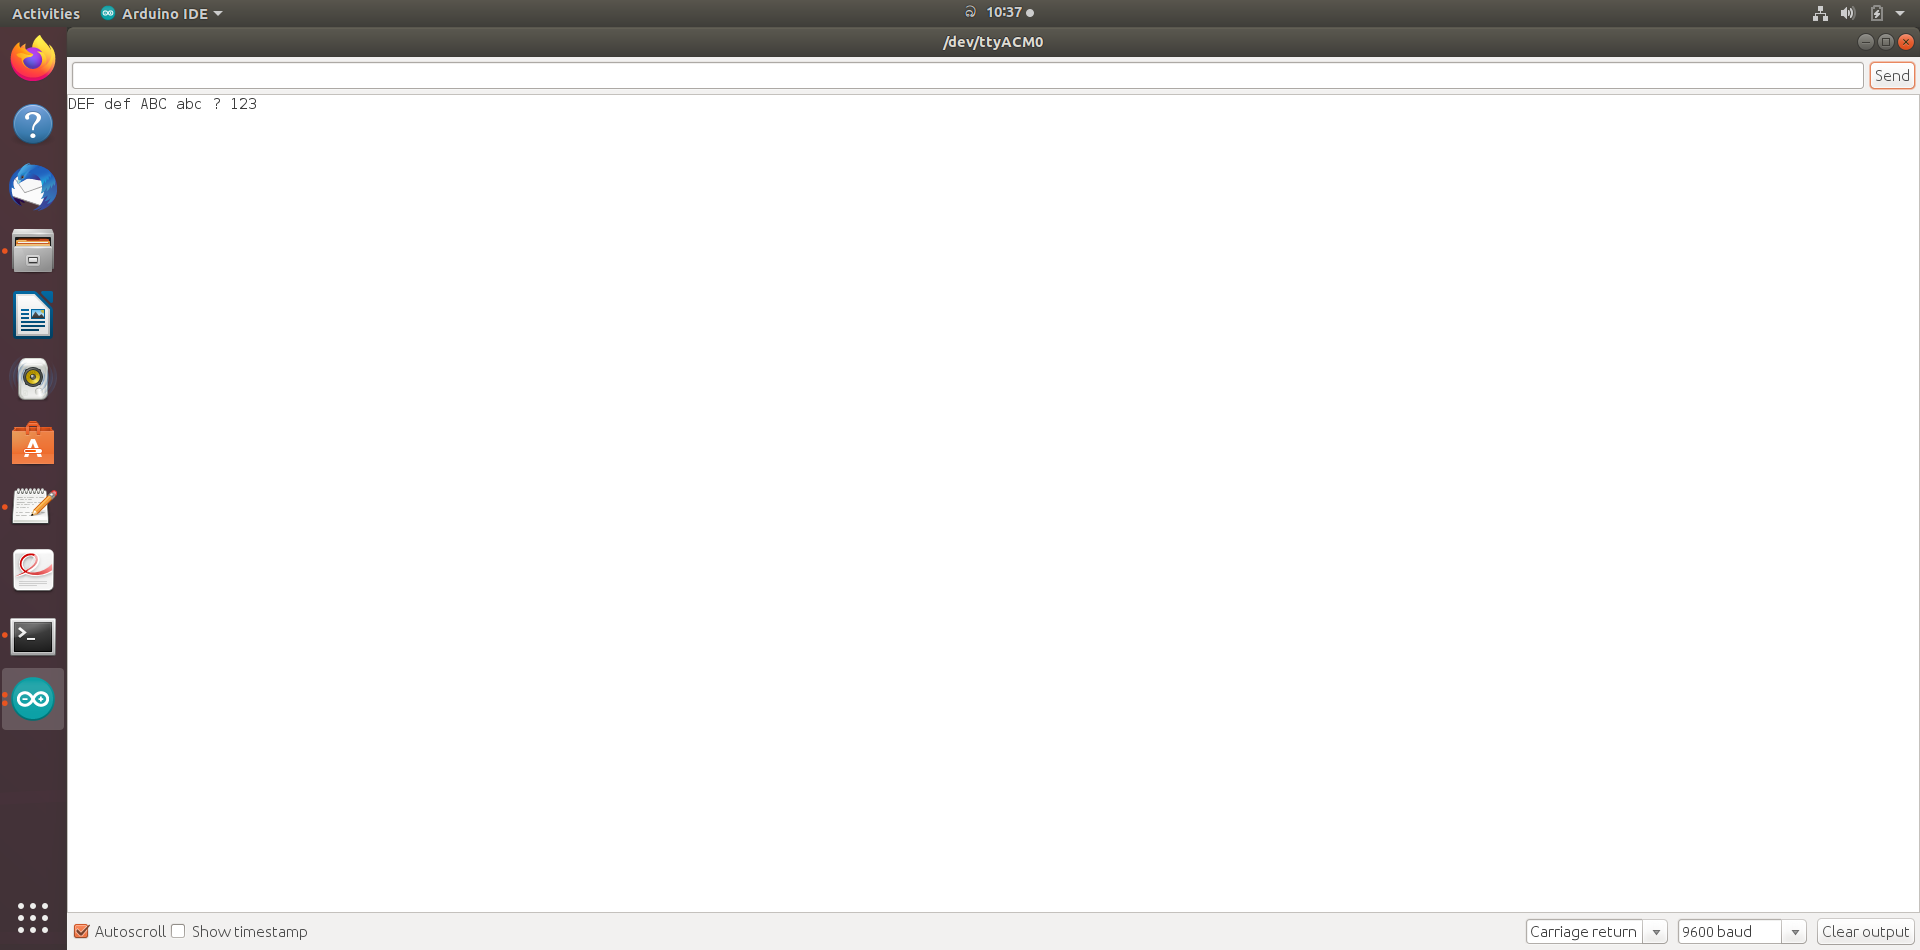 Activities
Arduino IDE
10:37
/dev/ttyACM0
Send
DEF def ABC abc ? 123
Autoscroll
Show timestamp
Carriage return
9600 baud
Clear output